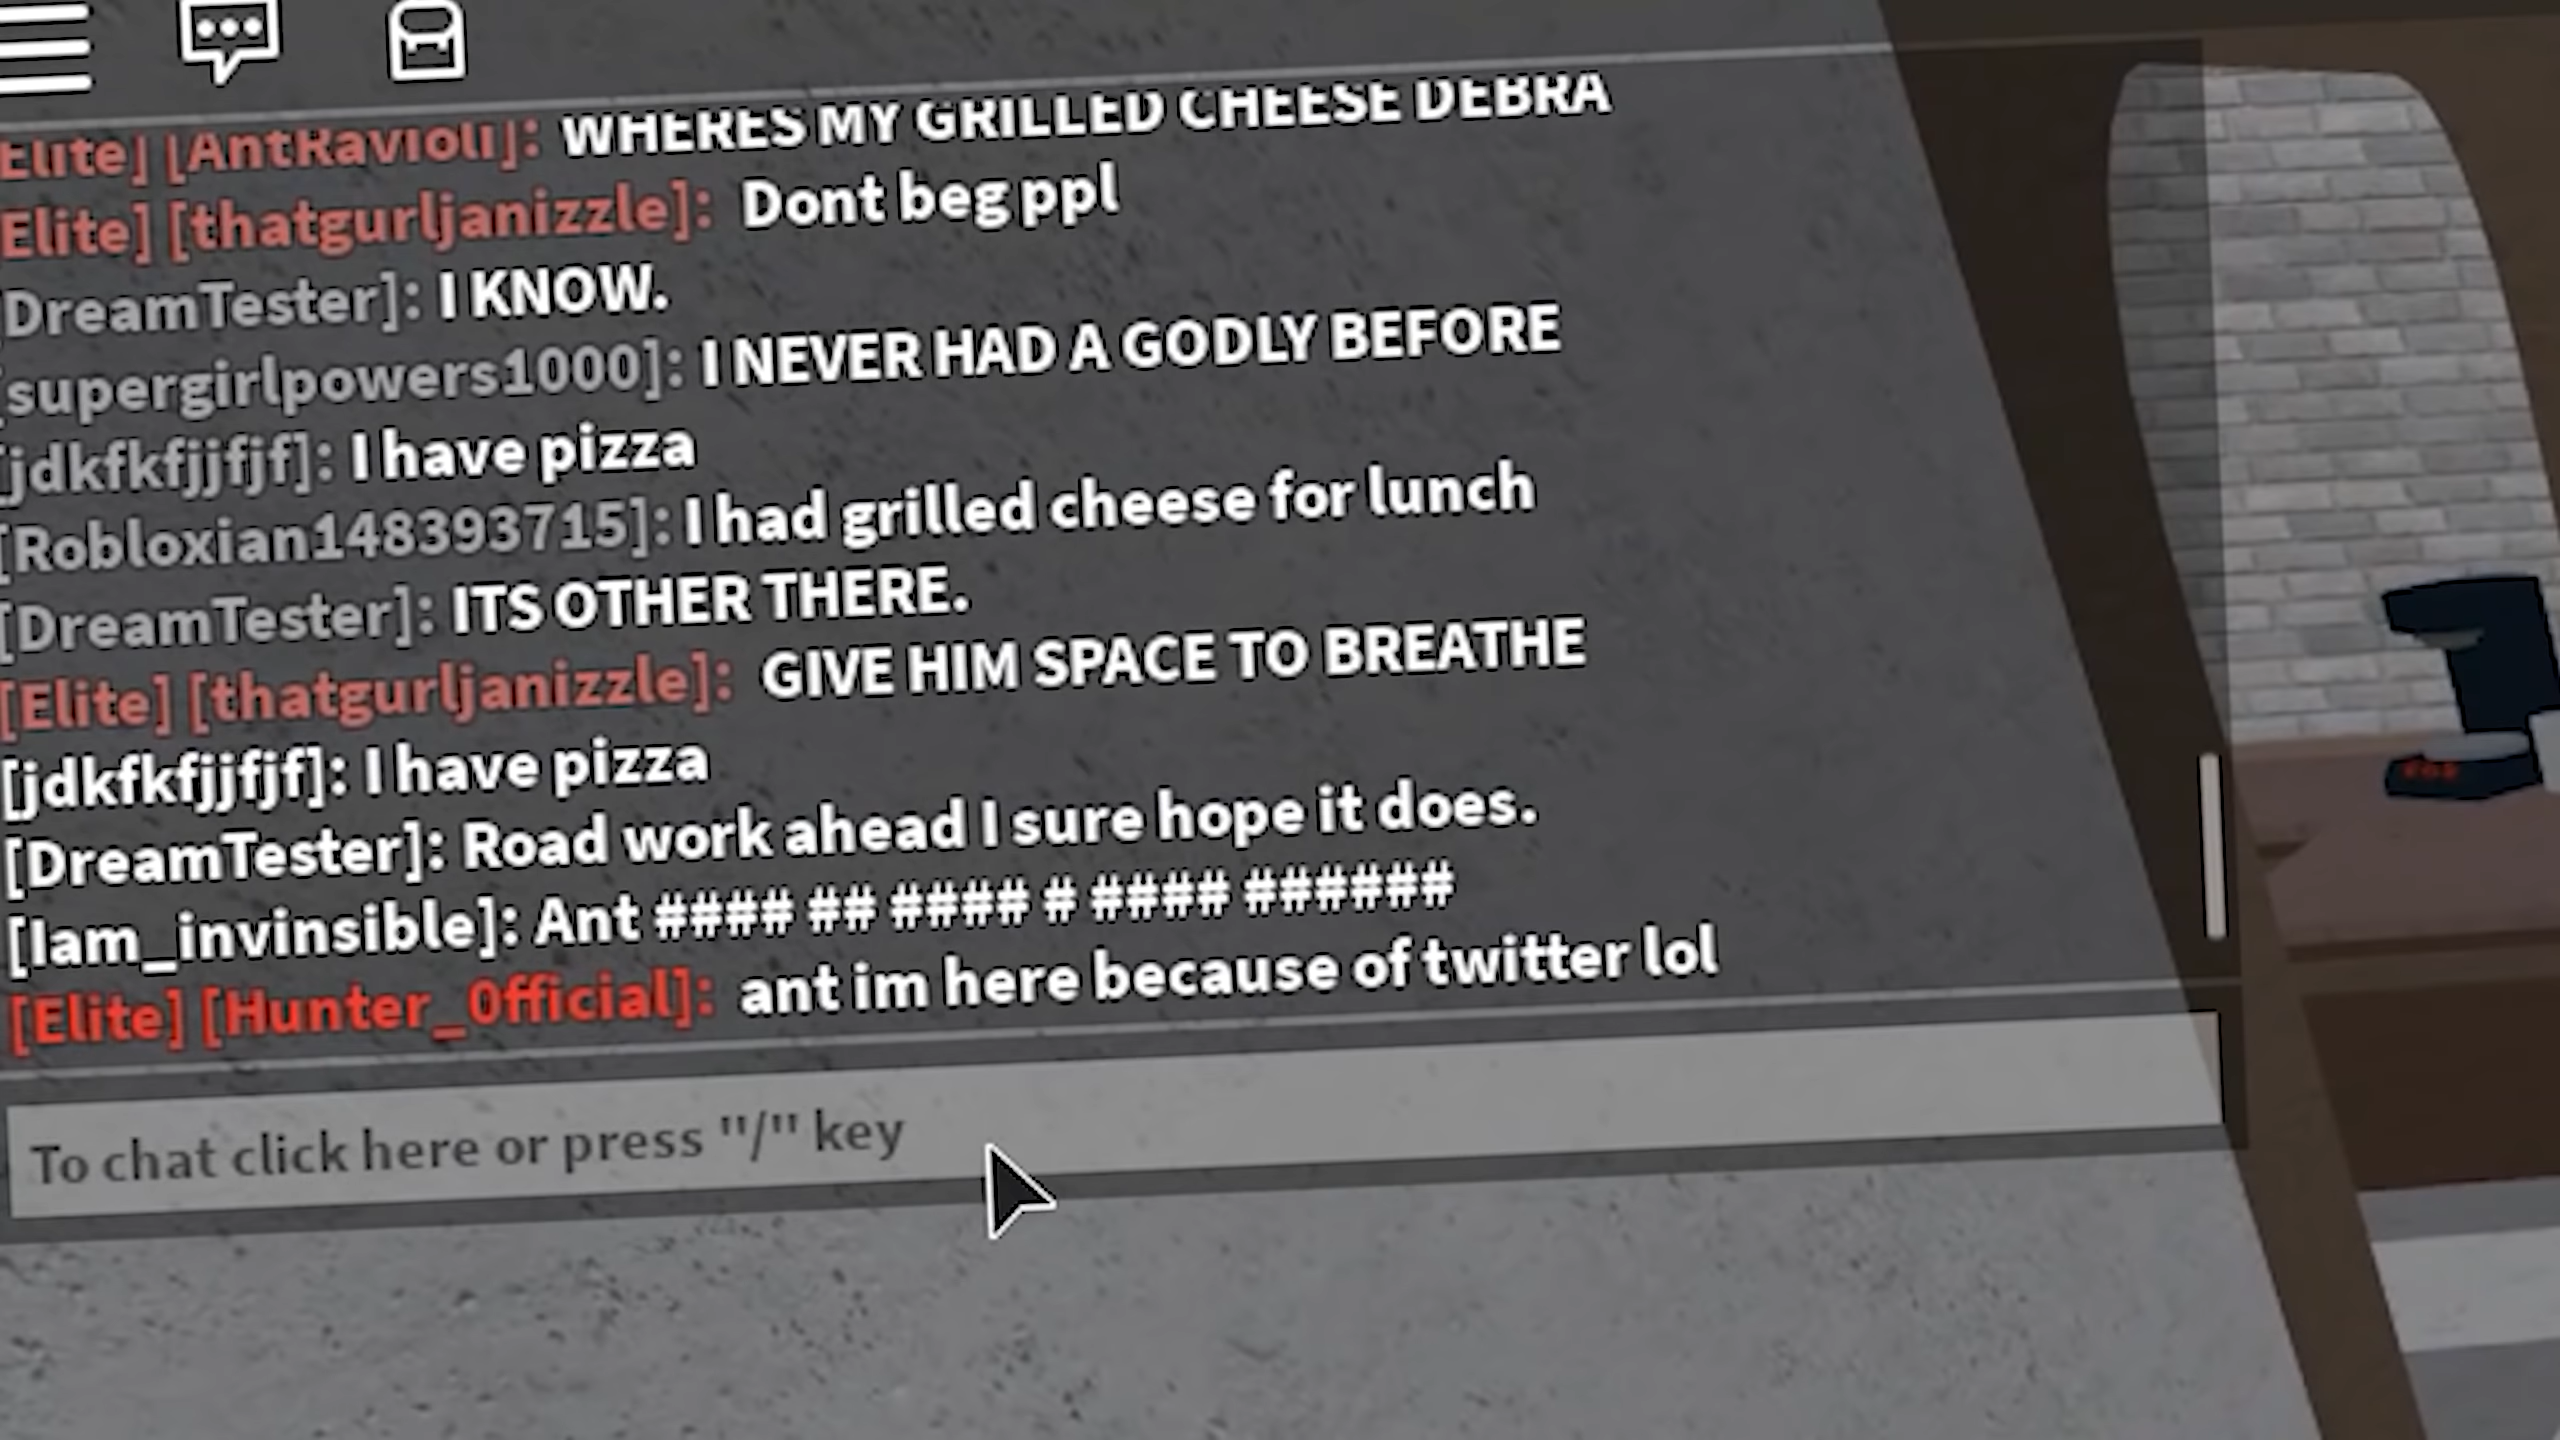 Elite] [AntRavioli]: WHERES MY GRILLED CHEESE DEBRA
Elite] [thatgurljanizzle]: Dont beg ppl
[DreamTester]: I KNOW.
[supergirlpowers1000]: I NEVER HAD A GODLY BEFORE
[jdkfkfjjfjf]: I have pizza
[Robloxian148393715]: I had grilled cheese for lunch
[DreamTester]: ITS OTHER THERE.
[Elite] [thatgurljanizzle]: GIVE HIM SPACE TO BREATHE
[jdkfkfjjfjf]: I have pizza
[DreamTester]: Road work ahead I sure hope it does.
[Iam_invinsible]: Ant #### ## #### # #### ######
[Elite] [Hunter_0fficial]: ant im here because of twitter lol
To chat click here or press "/" key